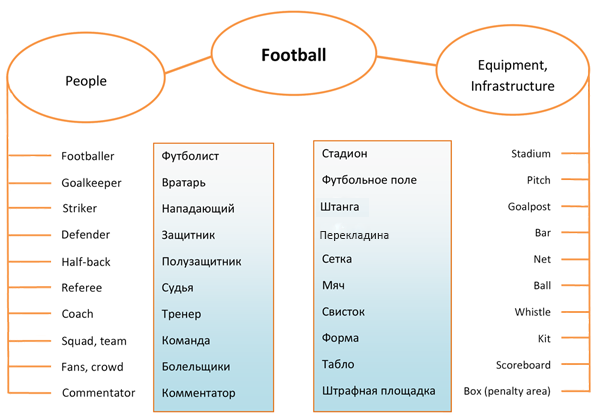 Football
People
Equipment,
Infrastructure
Footballer
Goalkeeper
Striker
Defender
Half-back
Referee
Coach
Squad, team
Fans, crowd
Commentator
Футболист
Вратарь
Нападающий
Защитник
Полузащитник
Судья
Тренер
Команда
Болельщики
Комментатор
Стадион
Футбольное поле
Штанга
Перекладина
Сетка
Мяч
Свисток
Форма
Табло
Штрафная площадка
Stadium
Pitch
Goalpost
Bar
Net
Ball
Whistle
Kit
Scoreboard
Box (penalty area)